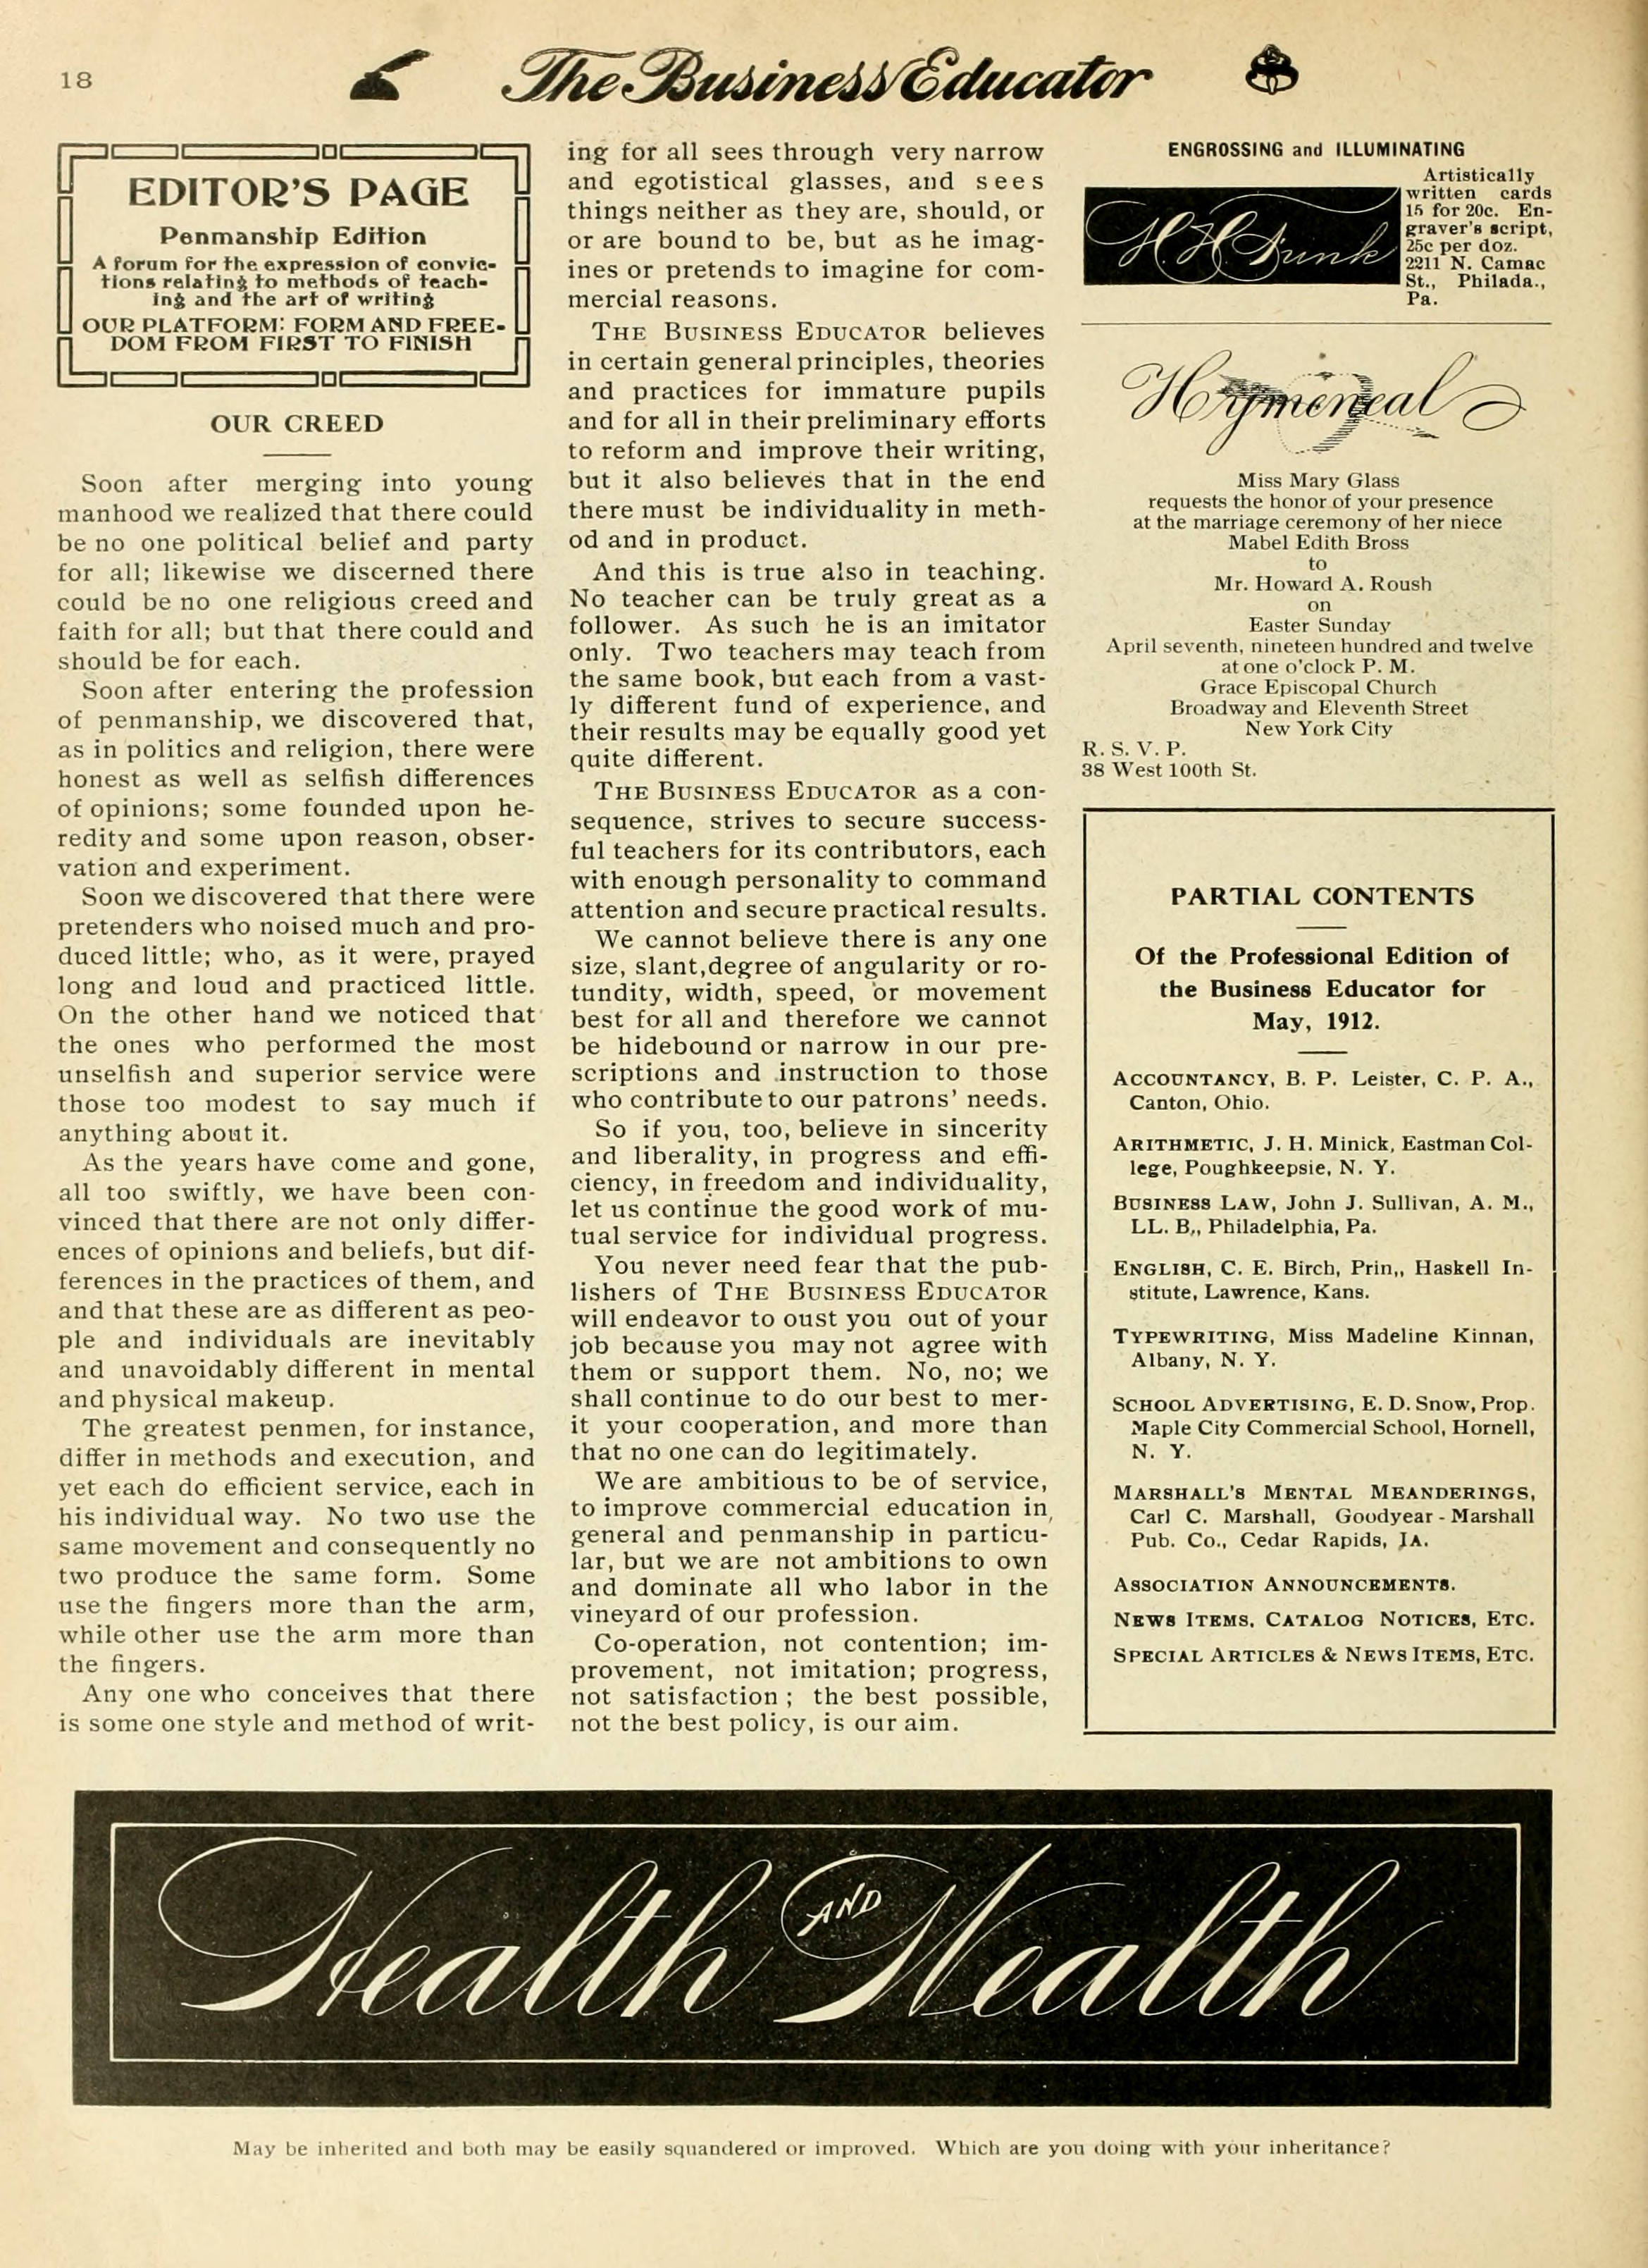 18
The Business Educator
EDITOR'S PAGE
Penmanship Edition
A forum for the expression of convic-
tions relating to methods of teach-
ing and the art of writing
OUR PLATFORM: FORM AND FREE-
DOM FROM FIRST TO FINISH
OUR CREED
Soon after merging into young
manhood we realized that there could
be no one political belief and party
for all; likewise we discerned there
could be no one religious creed and
faith for all; but that there could and
should be for each.
Soon after entering the profession
of penmanship, we discovered that,
as in politics and religion, there were
honest as well as selfish differences
of opinions; some founded upon he-
redity and some upon reason, obser-
vation and experiment.
Soon we discovered that there were
pretenders who noised much and pro-
duced little; who, as it were, prayed
long and loud and practiced little.
On the other hand we noticed that
the ones who performed the most
unselfish and superior service were
those too modest to say much if
anything about it.
As the years have come and gone,
all too swiftly, we have been con-
vinced that there are not only differ-
ences of opinions and beliefs, but dif-
ferences in the practices of them, and
and that these are as different as peo-
ple and individuals are inevitably
and unavoidably different in mental
and physical makeup.
The greatest penmen, for instance,
differ in methods and execution, and
yet each do efficient service, each in
his individual way. No two use the
same movement and consequently no
two produce the same form. Some
use the fingers more than the arm,
while other use the arm more than
the fingers.
Any one who conceives that there
is some one style and method of writ-
ing for all sees through very narrow
and egotistical glasses, and sees
things neither as they are, should, or
or are bound to be, but as he imag-
ines or pretends to imagine for com-
mercial reasons.
THE BUSINESS EDUCATOR believes
in certain general principles, theories
and practices for immature pupils
and for all in their preliminary efforts
to reform and improve their writing,
but it also believes that in the end
there must be individuality in meth-
od and in product.
And this is true also in teaching.
No teacher can be truly great as a
follower. As such he is an imitator
only. Two teachers may teach from
the same book, but each from a vast-
ly different fund of experience, and
their results may be equally good yet
quite different.
THE BUSINESS EDUCATOR as a con-
sequence, strives to secure success-
ful teachers for its contributors, each
with enough personality to command
attention and secure practical results.
We cannot believe there is any one
size, slant, degree of angularity or ro-
tundity, width, speed, or movement
best for all and therefore we cannot
be hidebound or narrow in our pre-
scriptions and instruction to those
who contribute to our patrons' needs.
So if you, too, believe in sincerity
and liberality, in progress and effi-
ciency, in freedom and individuality,
let us continue the good work of mu-
tual service for individual progress.
You never need fear that the pub-
lishers of THE BUSINESS EDUCATOR
will endeavor to oust you out of your
job because you may not agree with
them or support them. No, no; we
shall continue to do our best to mer-
it your cooperation, and more than
that no one can do legitimately.
We are ambitious to be of service,
to improve commercial education in
general and penmanship in particu-
lar, but we are not ambitions to own
and dominate all who labor in the
vineyard of our profession.
Co-operation, not contention; im-
provement, not imitation; progress,
not satisfaction; the best possible,
not the best policy, is our aim.
ENGROSSING and ILLUMINATING
H. H. Funk
Artistically
written cards
15 for 20c. En-
graver's script,
25c per doz.
2211 N. Camac
St., Philada.,
Pa.
Hymeneal
Miss Mary Glass
requests the honor of your presence
at the marriage ceremony of her niece
Mabel Edith Bross
to
Mr. Howard A. Roush
on
Easter Sunday
April seventh, nineteen hundred and twelve
at one o'clock P. M.
Grace Episcopal Church
Broadway and Eleventh Street
New York City
R. S. V. P.
38 West 100th St.
PARTIAL CONTENTS
Of the Professional Edition of
the Business Educator for
May, 1912.
ACCOUNTANCY, B. P. Leister, C. P. A.,
Canton, Ohio.
ARITHMETIC, J. H. Minick, Eastman Col-
lege, Poughkeepsie, N. Y.
BUSINESS LAW, John J. Sullivan, A. M.,
LL. B., Philadelphia, Pa.
ENGLISH, C. E. Birch, Prin,, Haskell In-
stitute, Lawrence, Kans.
TYPEWRITING, Miss Madeline Kinnan,
Albany, N. Y.
SCHOOL ADVERTISING, E. D. Snow, Prop.
Maple City Commercial School, Hornell,
N. Y.
MARSHALL'S MENTAL MEANDERINGS,
Carl C. Marshall, Goodyear - Marshall
Pub. Co., Cedar Rapids, IA.
ASSOCIATION ANNOUNCEMENTS.
NEWS ITEMS, CATALOG NOTICES, ETC.
SPECIAL ARTICLES & NEWS ITEMS, ETC.
Health AND Wealth
May be inherited and both may be easily squandered or improved. Which are you doing with your inheritance?